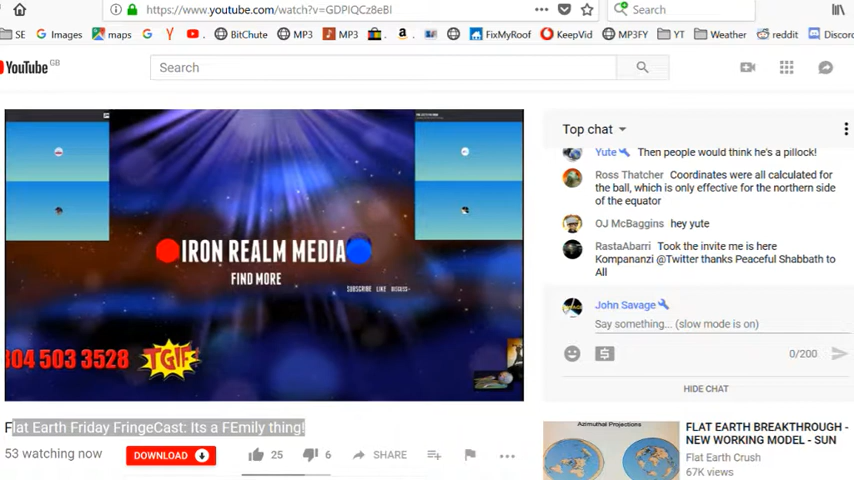 https://www.youtube.com/watch?v=GDPIQCz8eBI
Search
SE
Images
maps
G
Y
BitChute
MP3
MP3
a
FixMyRoof
KeepVid
MP3FY
YT
Weather
reddit
Discord
YouTube GB
Search
IRON REALM MEDIA
FIND MORE
SUBSCRIBE LIKE DISCUSS
804 503 3528
TGIF
Top chat
Yute Then people would think he's a pillock!
Ross Thatcher Coordinates were all calculated for
the ball, which is only effective for the northern side
of the equator
OJ McBaggins hey yute
RastaAbarri Took the invite me is here
Kompananzi @Twitter thanks Peaceful Shabbath to
All
John Savage
Say something... (slow mode is on)
0/200
HIDE CHAT
Flat Earth Friday FringeCast: Its a FEmily thing!
53 watching now
DOWNLOAD
25
6
SHARE
Azimuthal Projections
FLAT EARTH BREAKTHROUGH -
NEW WORKING MODEL - SUN
Flat Earth Crush
67K views